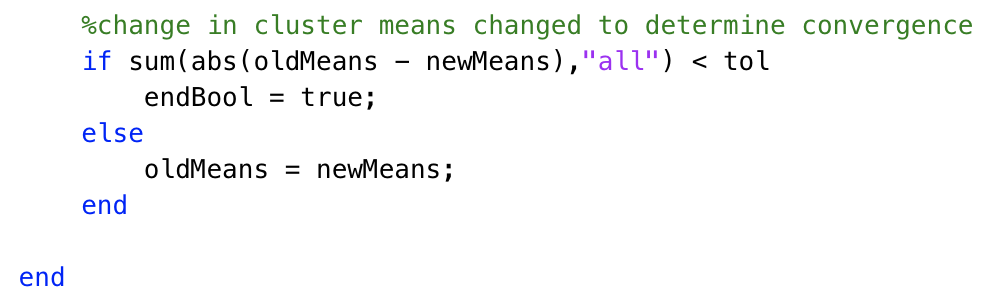 %change in cluster means changed to determine convergence
if sum(abs(oldMeans - newMeans),"all") < tol
endBool = true;
else
oldMeans = newMeans;
end
end